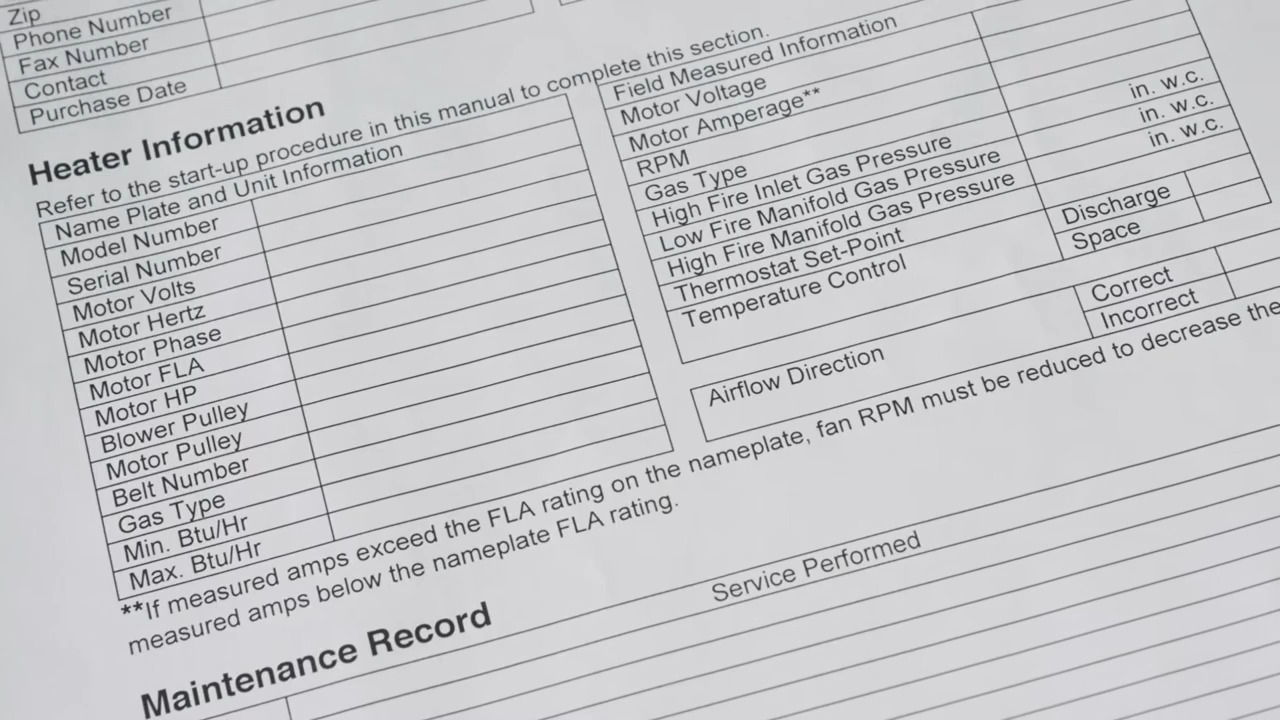 Zip
Phone Number
Fax Number
Contact
Purchase Date
Heater Information
Refer to the start-up procedure in this manual to complete this section.
Name Plate and Unit Information
Model Number
Serial Number
Motor Volts
Motor Hertz
Motor Phase
Motor FLA
Motor HP
Blower Pulley
Motor Pulley
Belt Number
Gas Type
Min. Btu/Hr
Max. Btu/Hr
Field Measured Information
Motor Voltage
Motor Amperage**
RPM
Gas Type
High Fire Inlet Gas Pressure in. w.c.
Low Fire Manifold Gas Pressure in. w.c.
High Fire Manifold Gas Pressure in. w.c.
Thermostat Set-Point
Temperature Control Discharge
Space
Airflow Direction Correct
Incorrect
**If measured amps exceed the FLA rating on the nameplate, fan RPM must be reduced to decrease the
measured amps below the nameplate FLA rating.
Maintenance Record
Service Performed